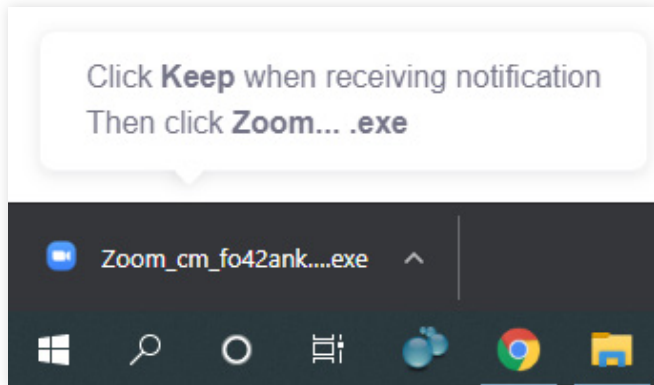 Click Keep when receiving notification
Then click Zoom... .exe
Zoom_cm_fo42ank....exe